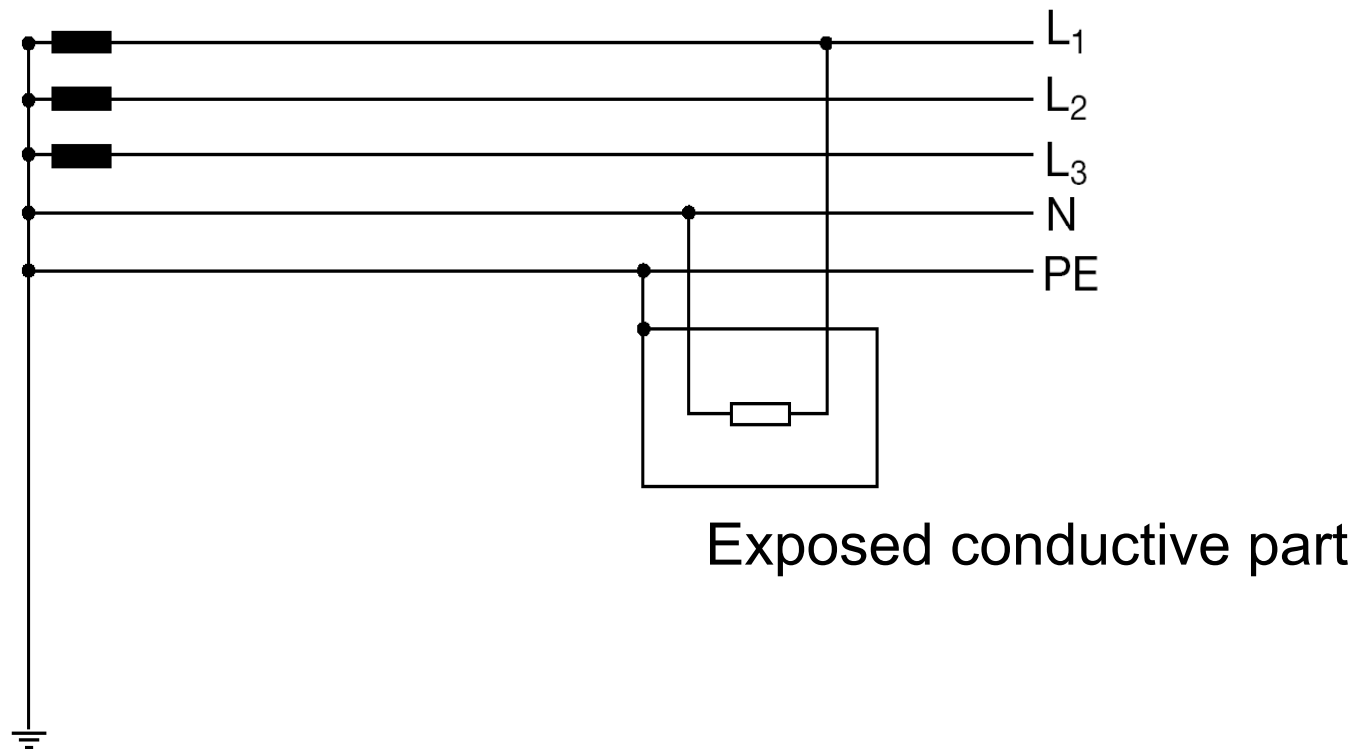 L₁
L₂
L₃
N
PE
Exposed conductive part